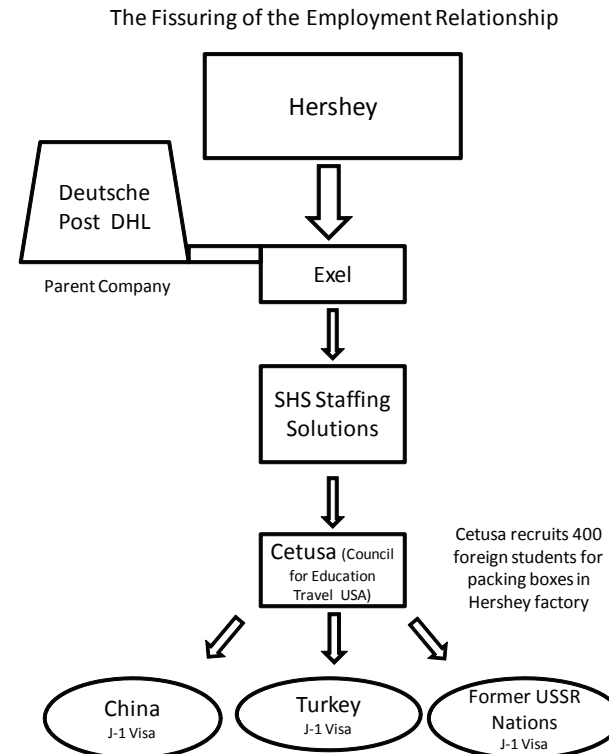 The Fissuring of the Employment Relationship
Hershey
Deutsche
Post DHL
Parent Company
Exel
SHS Staffing
Solutions
Cetusa (Council
for Education
Travel USA)
Cetusa recruits 400
foreign students for
packing boxes in
Hershey factory
China
J-1 Visa
Turkey
J-1 Visa
Former USSR
Nations
J-1 Visa